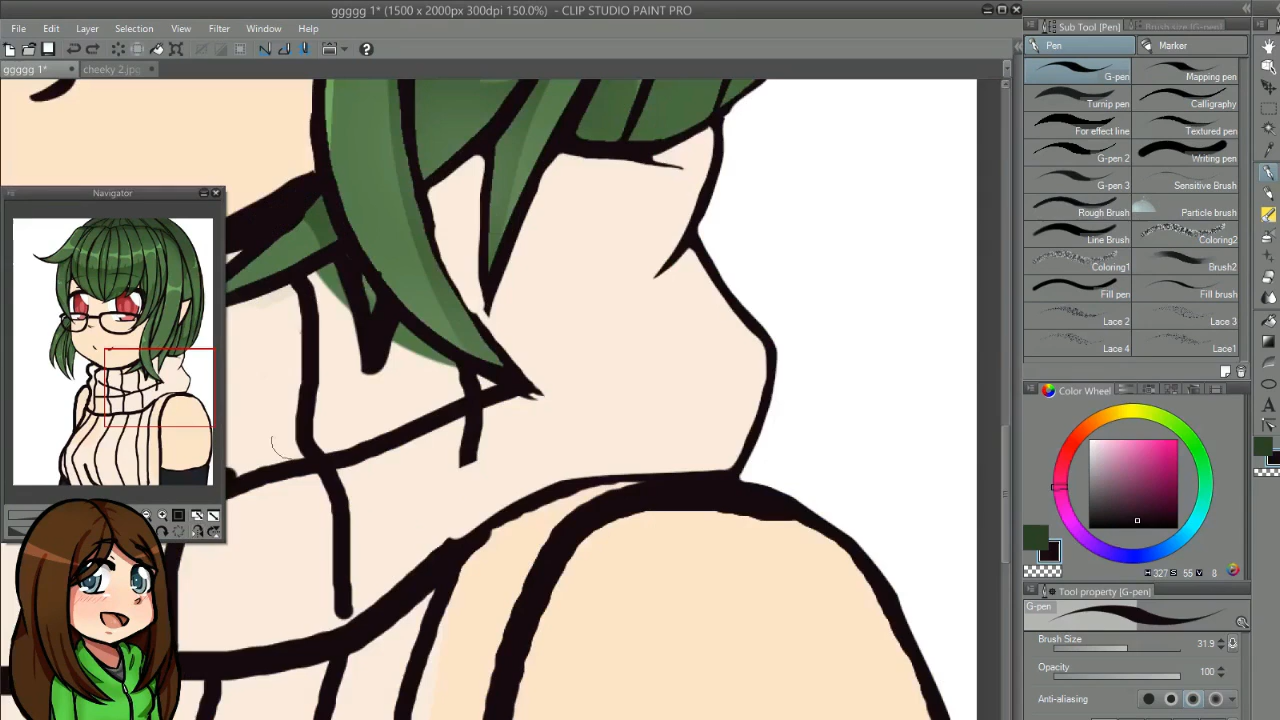 ggggg 1* (1500 x 2000px 300dpi 150.0%) - CLIP STUDIO PAINT PRO
File Edit Layer Selection View Filter Window Help
ggggg 1* cheeky 2.jpg
Navigator
Sub Tool [Pen] Brush size [G-pen]
Pen Marker
G-pen Mapping pen
Turnip pen Calligraphy
For effect line Textured pen
G-pen 2 Writing pen
G-pen 3 Sensitive Brush
Rough Brush Particle brush
Line Brush Coloring2
Coloring1 Brush2
Fill pen Fill brush
Lace 2 Lace 3
Lace 4 Lace1
Color Wheel
H 327 S 55 V 8
Tool property [G-pen]
G-pen
Brush Size 31.9
Opacity 100
Anti-aliasing